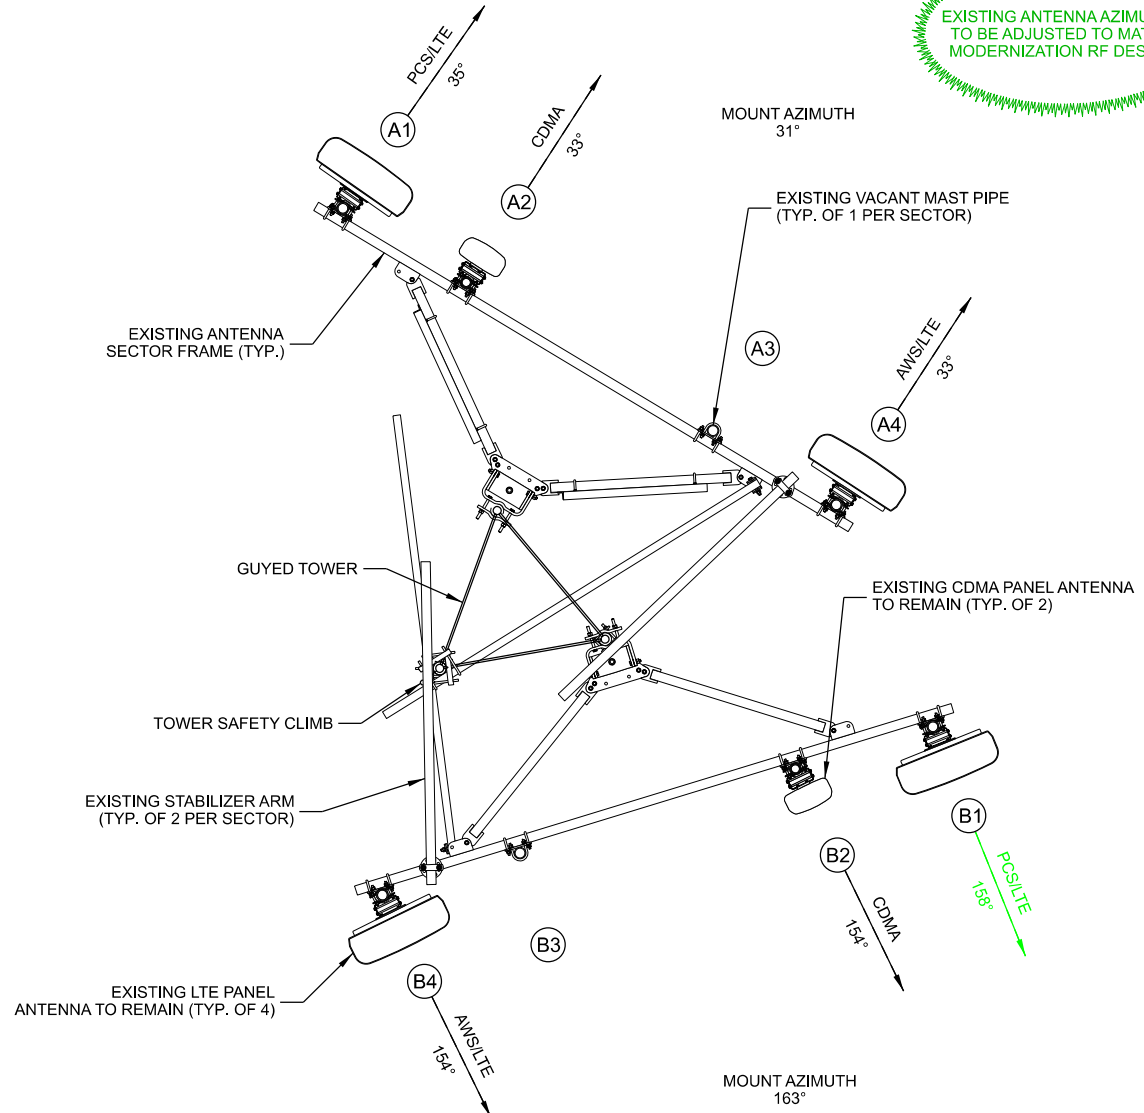 EXISTING ANTENNA AZIMU
TO BE ADJUSTED TO MAT
MODERNIZATION RF DES
PCS/LTE
35°
A1
CDMA
33°
A2
MOUNT AZIMUTH
31°
EXISTING VACANT MAST PIPE
(TYP. OF 1 PER SECTOR)
EXISTING ANTENNA
SECTOR FRAME (TYP.)
A3
AWS/LTE
33°
A4
GUYED TOWER
EXISTING CDMA PANEL ANTENNA
TO REMAIN (TYP. OF 2)
TOWER SAFETY CLIMB
EXISTING STABILIZER ARM
(TYP. OF 2 PER SECTOR)
B1
PCS/LTE
158°
B2
CDMA
154°
B3
EXISTING LTE PANEL
ANTENNA TO REMAIN (TYP. OF 4)
B4
AWS/LTE
154°
MOUNT AZIMUTH
163°